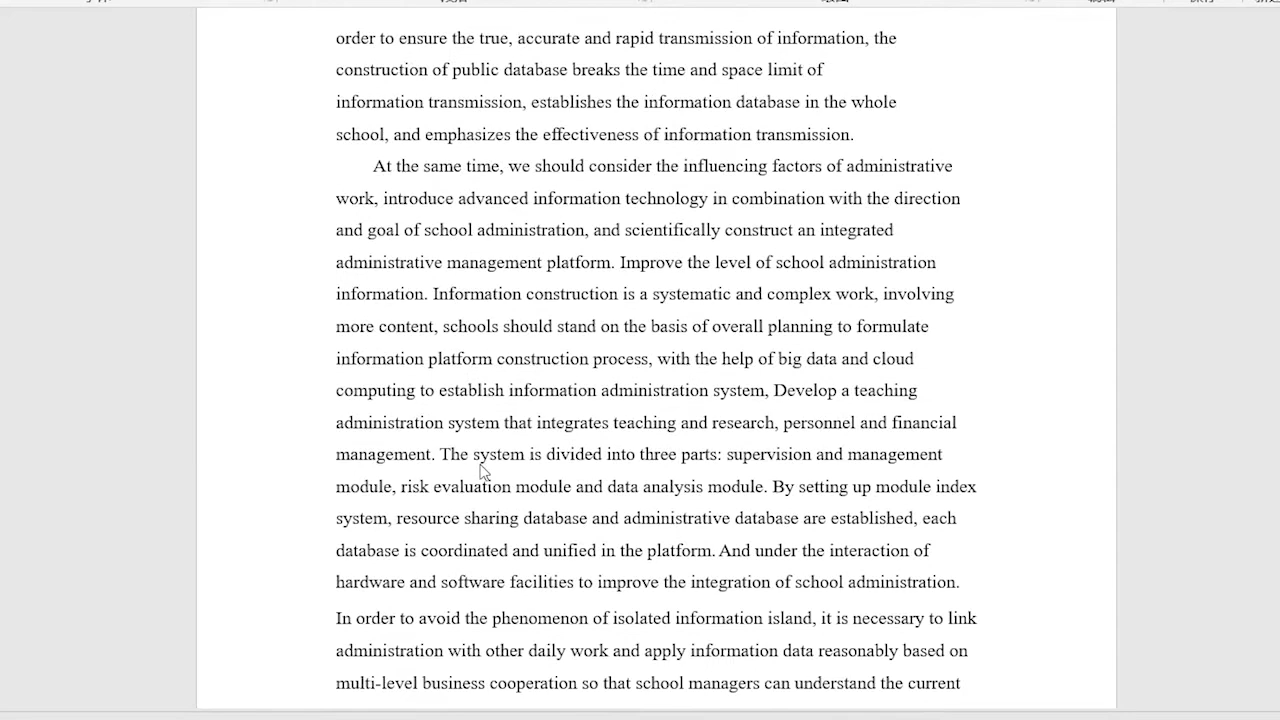 order to ensure the true, accurate and rapid transmission of information, the
construction of public database breaks the time and space limit of
information transmission, establishes the information database in the whole
school, and emphasizes the effectiveness of information transmission.
At the same time, we should consider the influencing factors of administrative
work, introduce advanced information technology in combination with the direction
and goal of school administration, and scientifically construct an integrated
administrative management platform. Improve the level of school administration
information. Information construction is a systematic and complex work, involving
more content, schools should stand on the basis of overall planning to formulate
information platform construction process, with the help of big data and cloud
computing to establish information administration system, Develop a teaching
administration system that integrates teaching and research, personnel and financial
management. The system is divided into three parts: supervision and management
module, risk evaluation module and data analysis module. By setting up module index
system, resource sharing database and administrative database are established, each
database is coordinated and unified in the platform. And under the interaction of
hardware and software facilities to improve the integration of school administration.
In order to avoid the phenomenon of isolated information island, it is necessary to link
administration with other daily work and apply information data reasonably based on
multi-level business cooperation so that school managers can understand the current